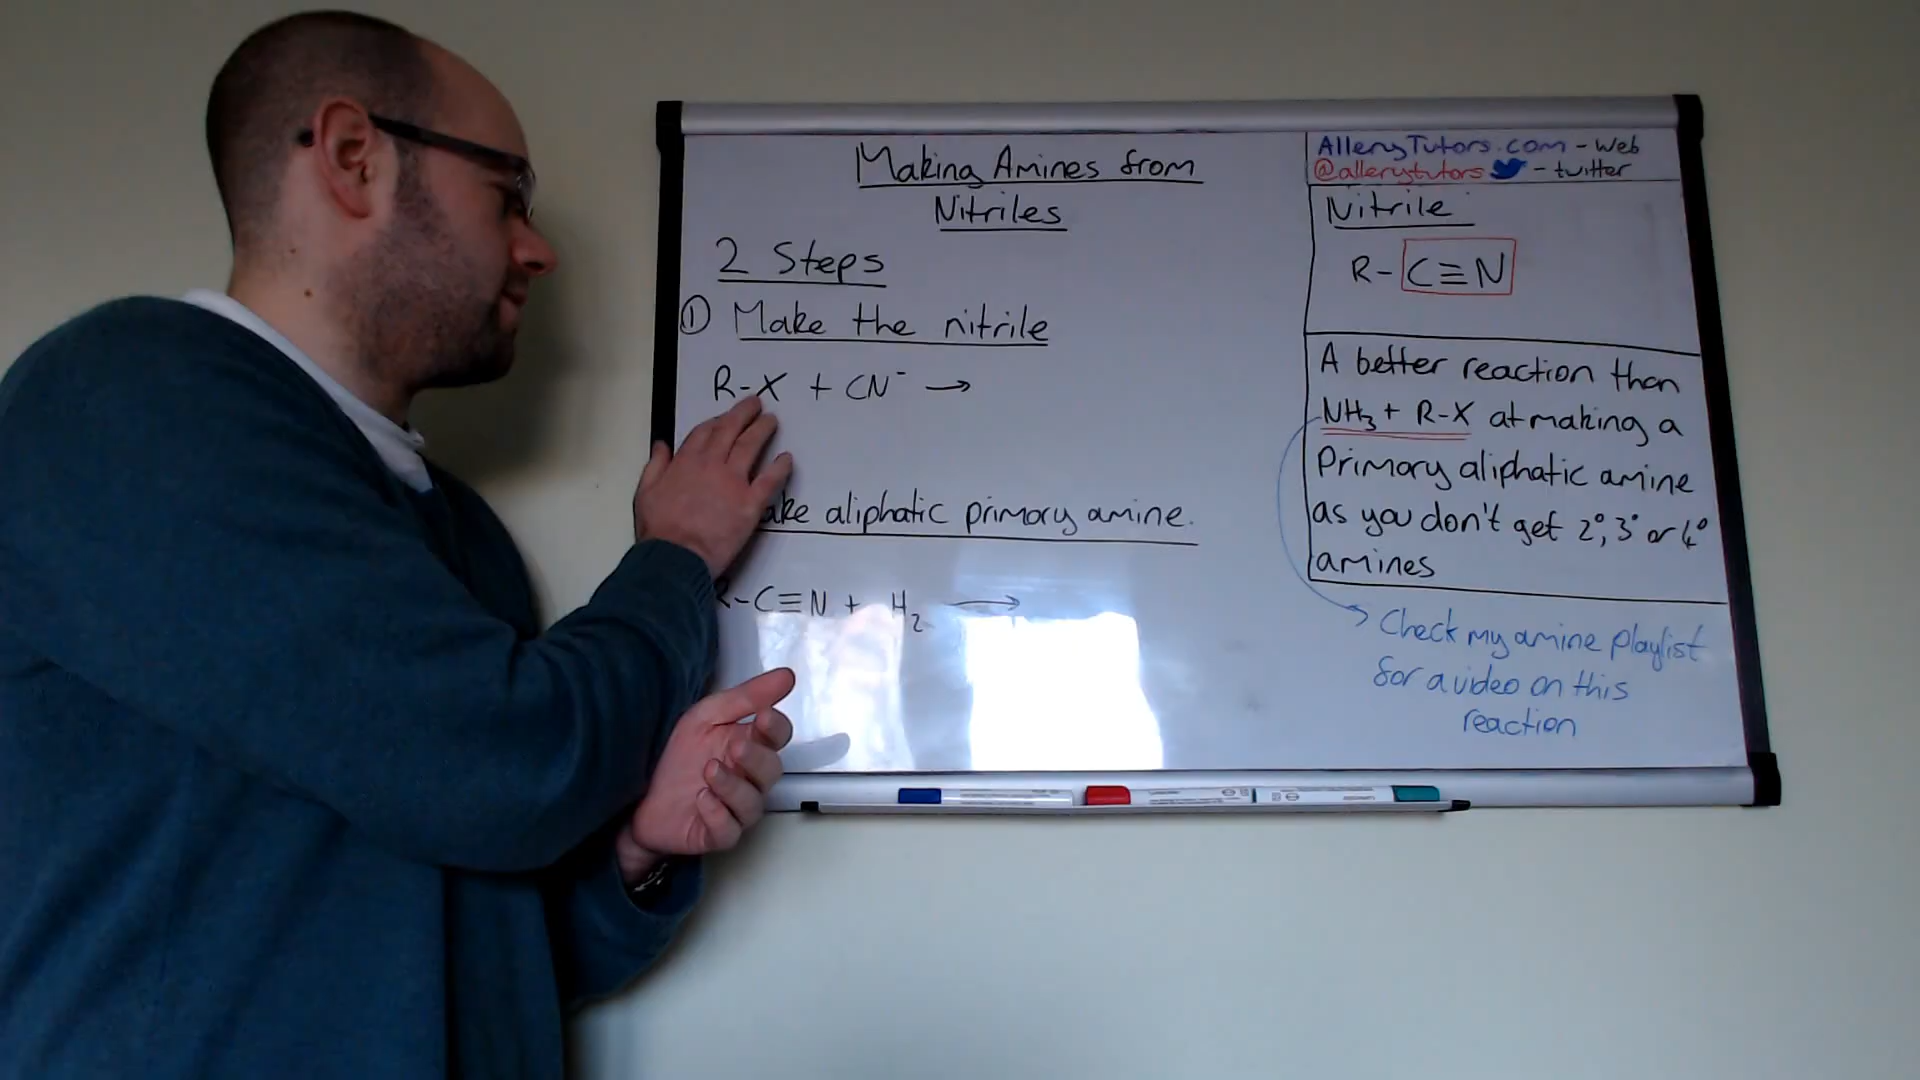 Making Amines from
Nitriles
2 Steps
① Make the nitrile
R-X + CN⁻ →
ake aliphatic primary amine.
R-C≡N + H₂ →
AlleryTutors.com - Web
@allerytutors - twitter
Nitrile
R-C≡N
A better reaction than
NH₃ + R-X at making a
Primary aliphatic amine
as you don't get 2°, 3° or 4°
amines
Check my amine playlist
for a video on this
reaction